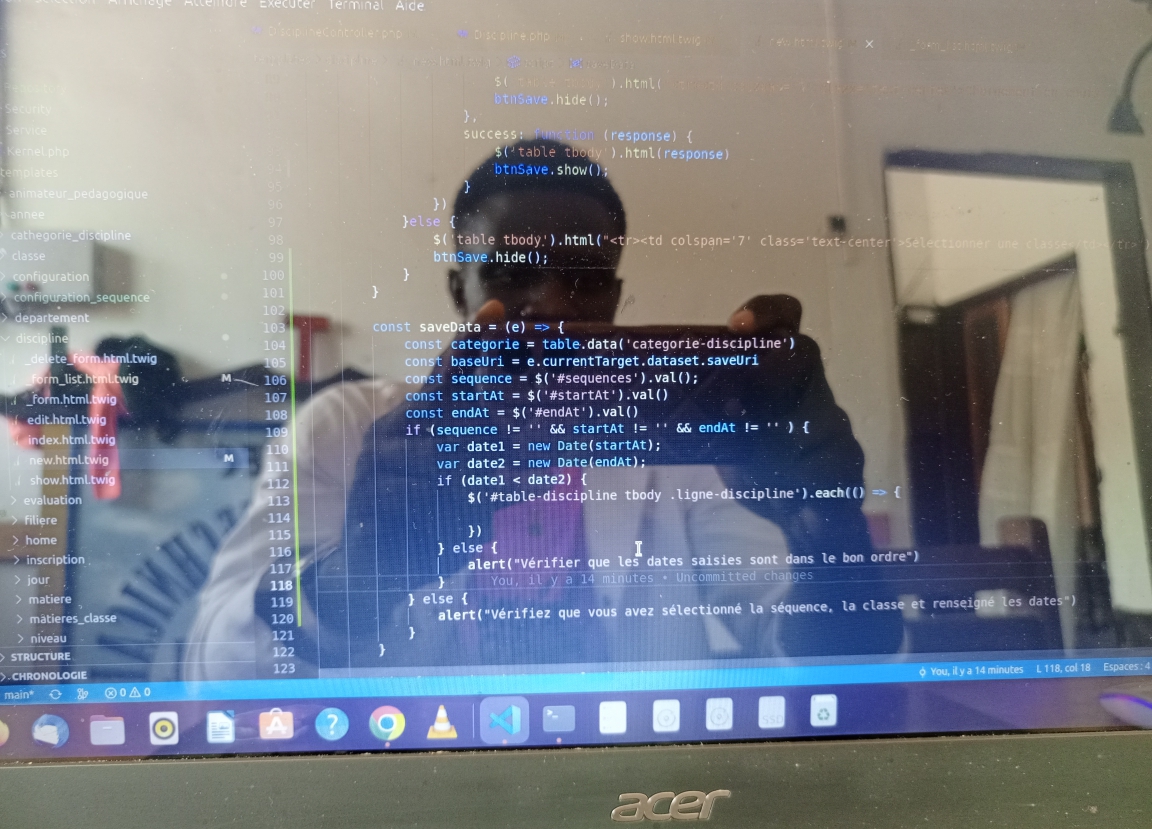 Sélection Affichage Accéndre Exécuter Terminal Aide
DisciplineController.php Discipline.php show.html.twig new.html.twig × _form_list.html.twig
$('table tbody').html(
btnSave.hide();
},
success: function (response) {
$('table tbody').html(response)
btnSave.show();
95 }
96 })
97 }else {
98 $('table tbody').html("<tr><td colspan='7' class='text-center'>Sélectionner une classe</td></tr>")
99 btnSave.hide();
100 }
101 }
102
103 const saveData = (e) => {
104 const categorie = table.data('categorie-discipline')
105 const baseUri = e.currentTarget.dataset.saveUri
106 const sequence = $('#sequences').val();
107 const startAt = $('#startAt').val()
108 const endAt = $('#endAt').val()
109 if (sequence != '' && startAt != '' && endAt != '' ) {
110 var date1 = new Date(startAt);
111 var date2 = new Date(endAt);
112 if (date1 < date2) {
113 $('#table-discipline tbody .ligne-discipline').each(() => {
114
115 })
116 } else {
117 alert("Vérifier que les dates saisies sont dans le bon ordre")
118 } You, il y a 14 minutes • Uncommitted changes
119 } else {
120 alert("Vérifiez que vous avez sélectionné la séquence, la classe et renseigné les dates")
121 }
122 }
123
Security
Service
Kernel.php
templates
animateur_pedagogique
annee
cathegorie_discipline
classe
configuration
configuration_sequence
departement
discipline
_delete_form.html.twig
_form_list.html.twig M
_form.html.twig
edit.html.twig
index.html.twig
new.html.twig M
show.html.twig
evaluation
filiere
home
inscription
jour
matiere
matieres_classe
niveau
STRUCTURE
CHRONOLOGIE
main* 0 0 You, il y a 14 minutes L 118, col 18 Espaces : 4
SSD
acer